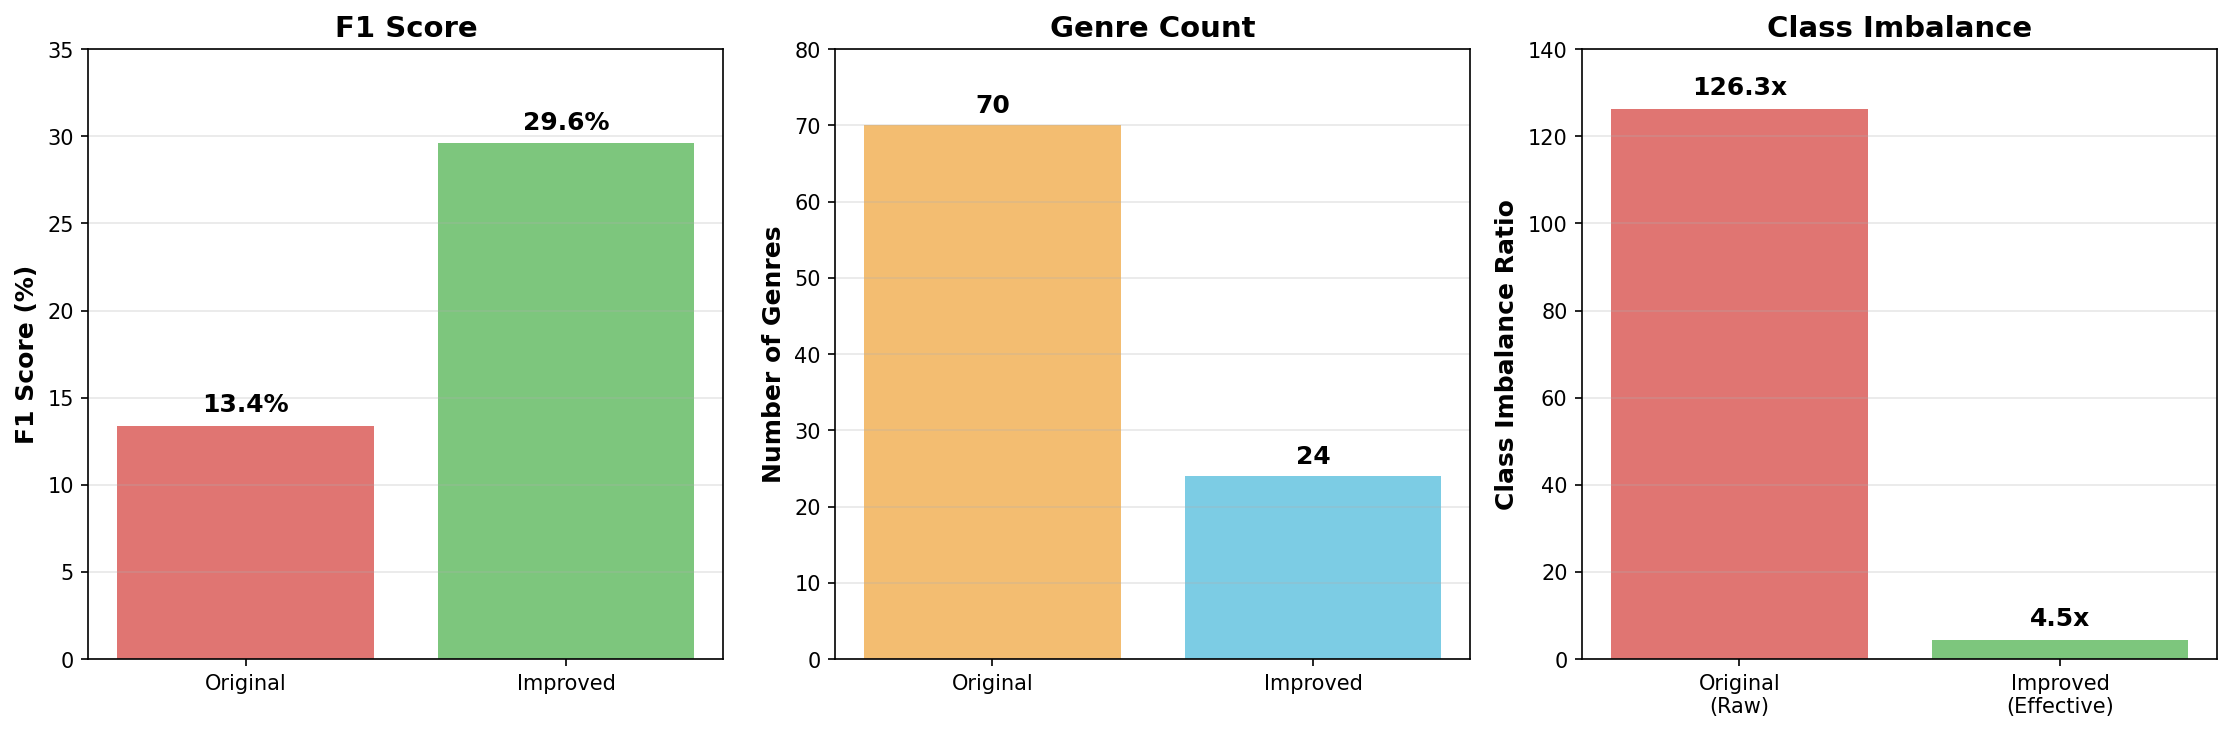 F1 Score
F1 Score (%)
35
30
25
20
15
10
5
0
29.6%
13.4%
Original
Improved
Genre Count
Number of Genres
80
70
60
50
40
30
20
10
0
70
24
Original
Improved
Class Imbalance
Class Imbalance Ratio
140
120
100
80
60
40
20
0
126.3x
4.5x
Original
(Raw)
Improved
(Effective)